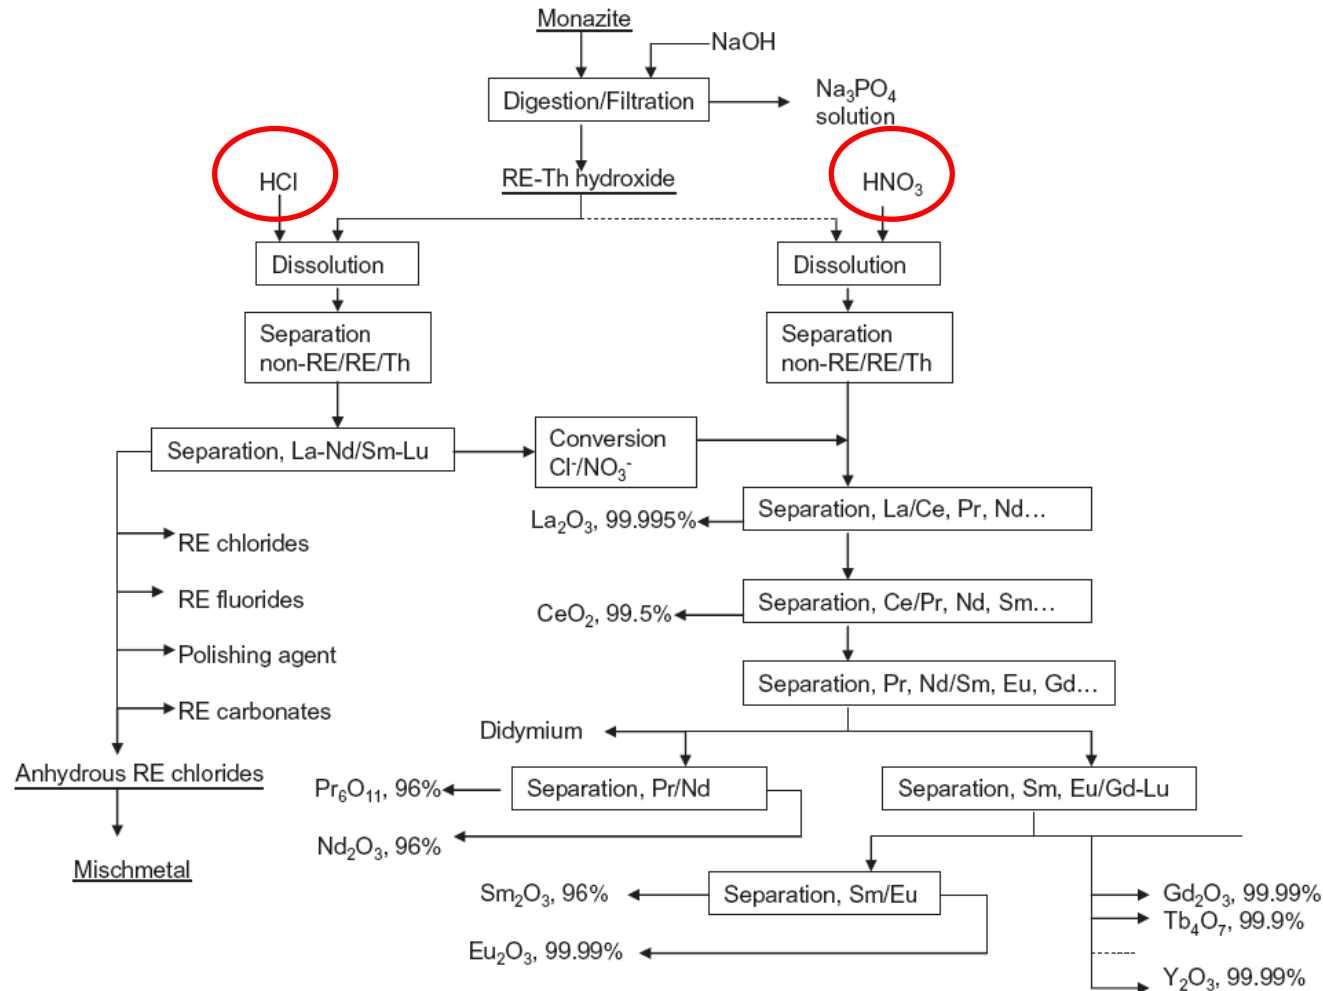 Monazite
NaOH
Digestion/Filtration
Na₃PO₄
solution
HCl
RE-Th hydroxide
HNO₃
Dissolution
Dissolution
Separation
non-RE/RE/Th
Separation
non-RE/RE/Th
Separation, La-Nd/Sm-Lu
Conversion
Cl⁻/NO₃⁻
Separation, La/Ce, Pr, Nd...
La₂O₃, 99.995%
RE chlorides
RE fluorides
CeO₂, 99.5%
Separation, Ce/Pr, Nd, Sm...
Polishing agent
Separation, Pr, Nd/Sm, Eu, Gd...
RE carbonates
Didymium
Anhydrous RE chlorides
Pr₆O₁₁, 96%
Separation, Pr/Nd
Separation, Sm, Eu/Gd-Lu
Nd₂O₃, 96%
Mischmetal
Sm₂O₃, 96%
Separation, Sm/Eu
Gd₂O₃, 99.99%
Tb₄O₇, 99.9%
Eu₂O₃, 99.99%
Y₂O₃, 99.99%